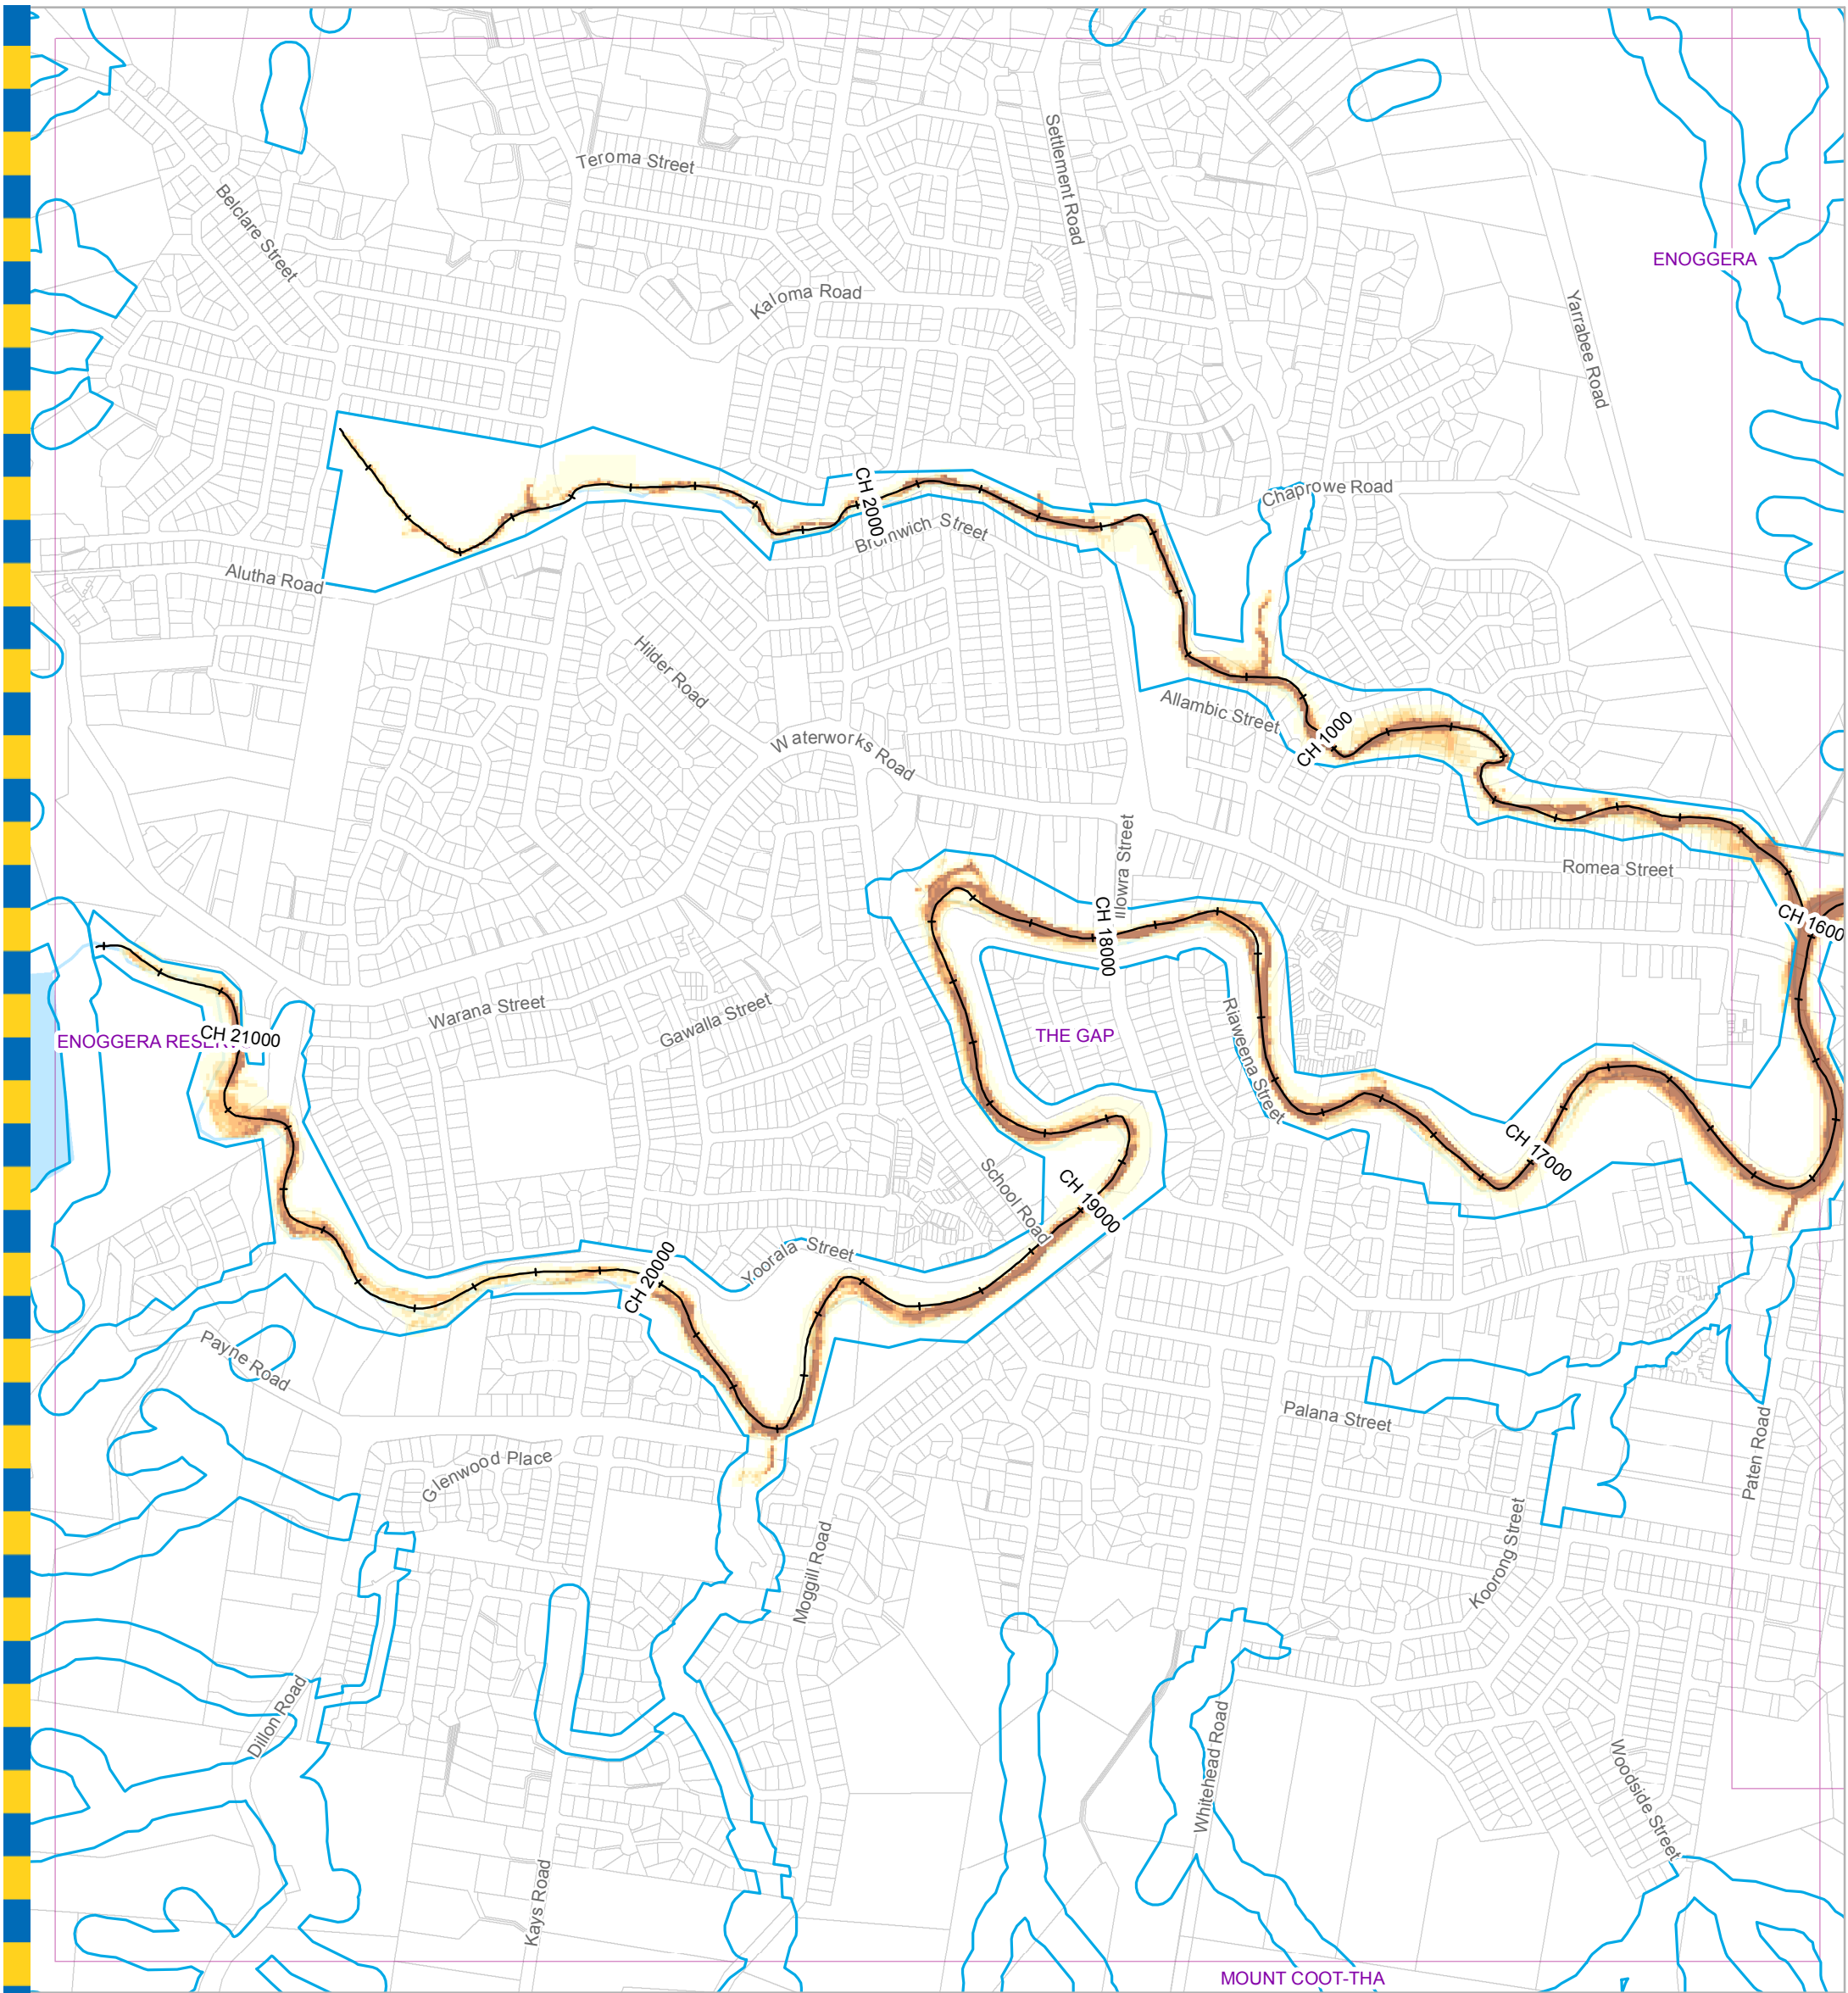 Teroma Street
Settlement Road
Belclare Street
ENOGGERA
Kaloma Road
Yarrabee Road
CH 2000
Chaprowe Road
Bromwich Street
Alutha Road
Hilder Road
Allambic Street
CH 1000
Waterworks Road
Illowra Street
Romea Street
CH 18000
CH 1600
Warana Street
Gawalla Street
Riaweena Street
THE GAP
ENOGGERA RESERV
CH 21000
CH 17000
School Road
CH 19000
Yoorala Street
CH 20000
Payne Road
Palana Street
Paten Road
Glenwood Place
Koorong Street
Moggill Road
Dillon Road
Whitehead Road
Woodside Street
Kays Road
MOUNT COOT-THA